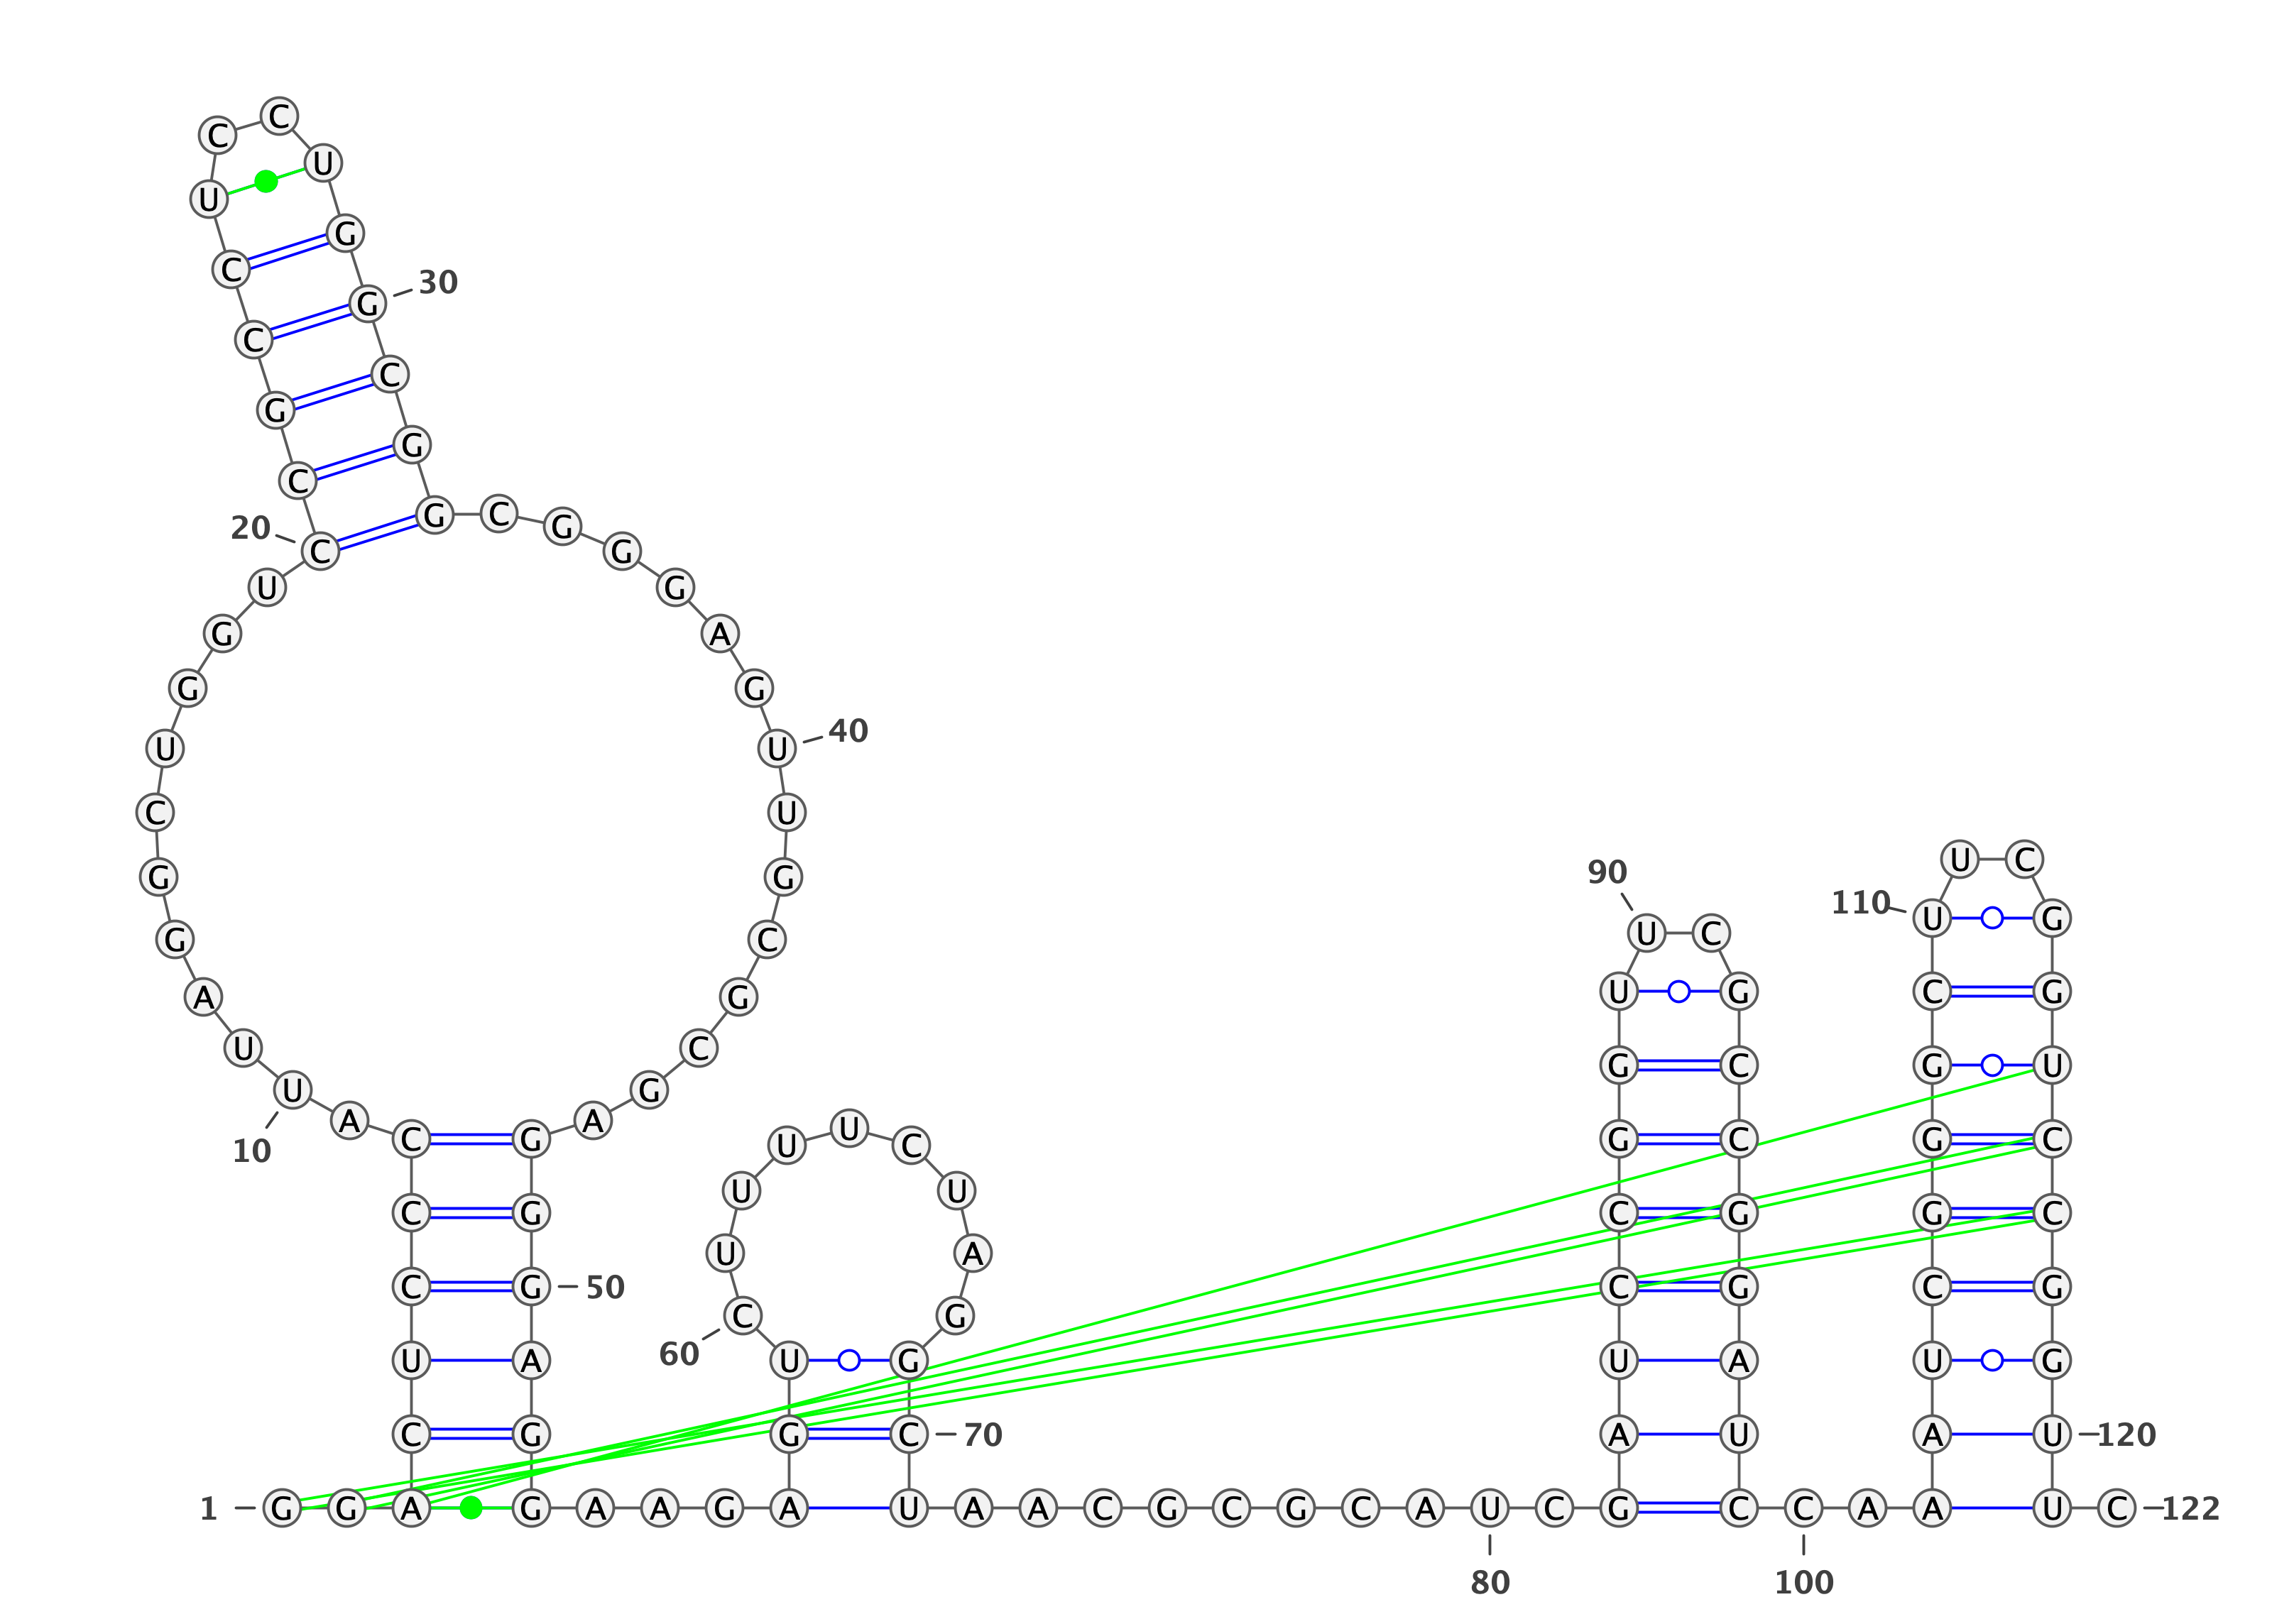 C C
U
U
G
C
30
G
C
C
G
G
C
G C G
20
C G
U G
G A
G G
40
U U
C U
U C
90
G G
110 U G
U C
G C
U G C G
A G
U C
G C G U
U G
A A
U
U U C
C G G C G C
10
U U
C G C G G C
U A
C G 50 C G C G
C G
60
U A U G U A U G
C G G C 70 A U A U 120
1 G G A G A A G A U A A C G C G C A U C G C C A A A U C 122
80 100